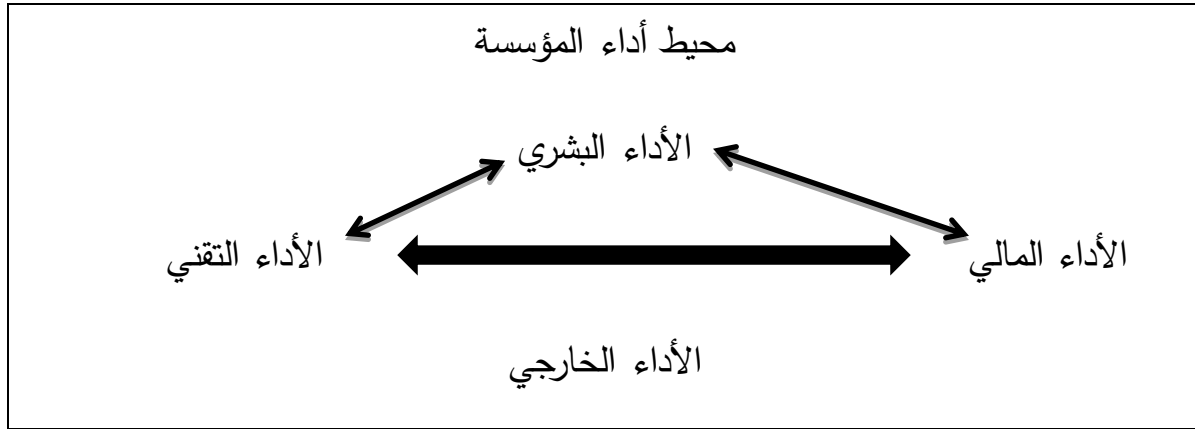 محيط أداء المؤسسة
الأداء البشري
الأداء المالي
الأداء التقني
الأداء الخارجي